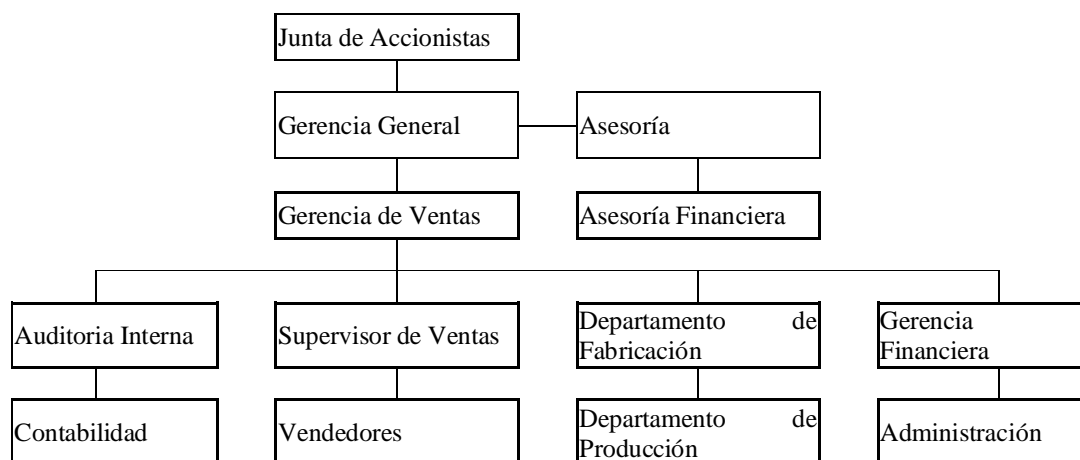 Junta de Accionistas
Gerencia General
Asesoría
Gerencia de Ventas
Asesoría Financiera
Auditoria Interna
Supervisor de Ventas
Departamento de
Fabricación
Gerencia
Financiera
Contabilidad
Vendedores
Departamento de
Producción
Administración